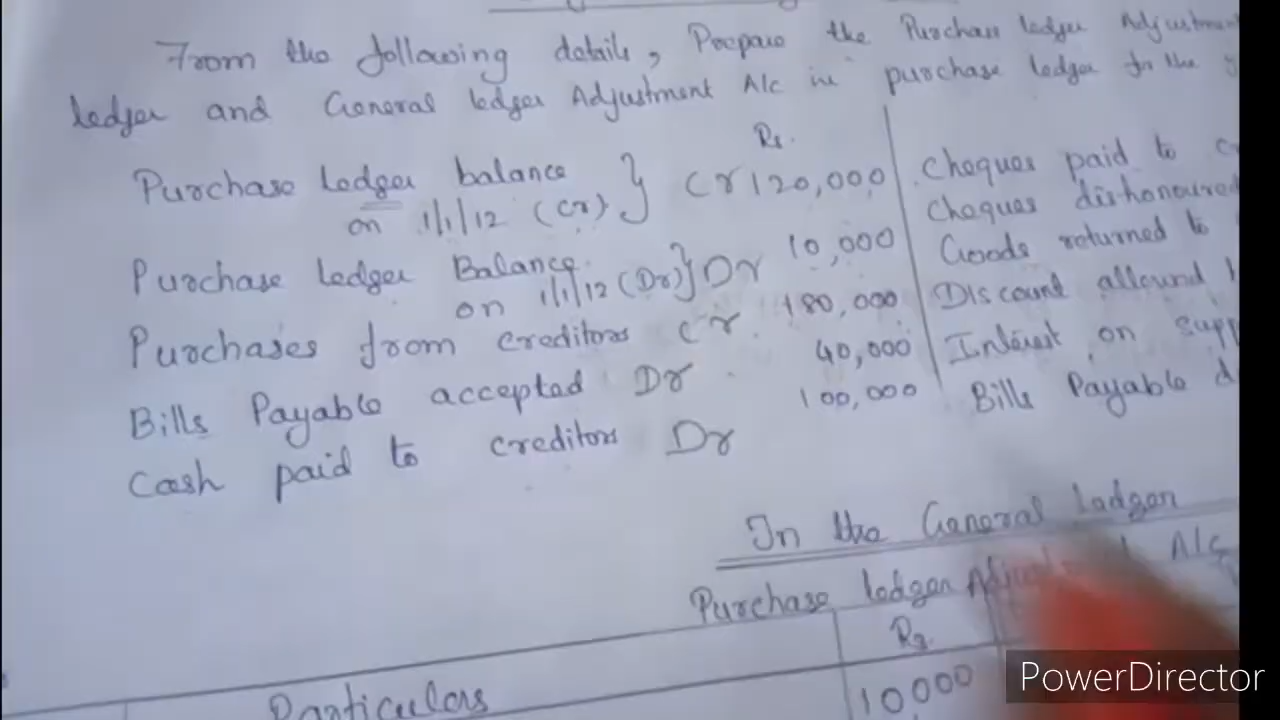 From the following details, Prepare the Purchase ledger Adjustment
ledger and General ledger Adjustment A/c in purchase ledger for the
Rs.
Purchase Ledger balance
on 1/1/12 (Cr) } Cr 120,000
Purchase Ledger Balance
on 1/1/12 (Dr) } Dr 10,000
Purchases from creditors Cr 180,000
Bills Payable accepted Dr 40,000
Cash paid to creditors Dr 100,000
Cheques paid to
Cheques dishonoured
Goods returned to
Discount allowed
Interest on
Bills Payable
In the General Ledger
Purchase ledger A/c
Particulars
Rs.
10000
PowerDirector